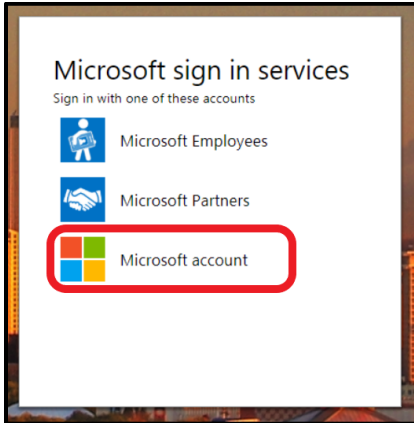 Microsoft sign in services
Sign in with one of these accounts
Microsoft Employees
Microsoft Partners
Microsoft account